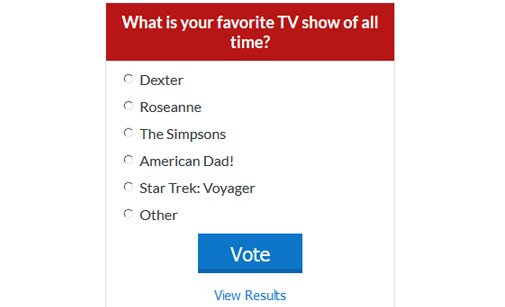 What is your favorite TV show of all
time?
Dexter
Roseanne
The Simpsons
American Dad!
Star Trek: Voyager
Other
Vote
View Results